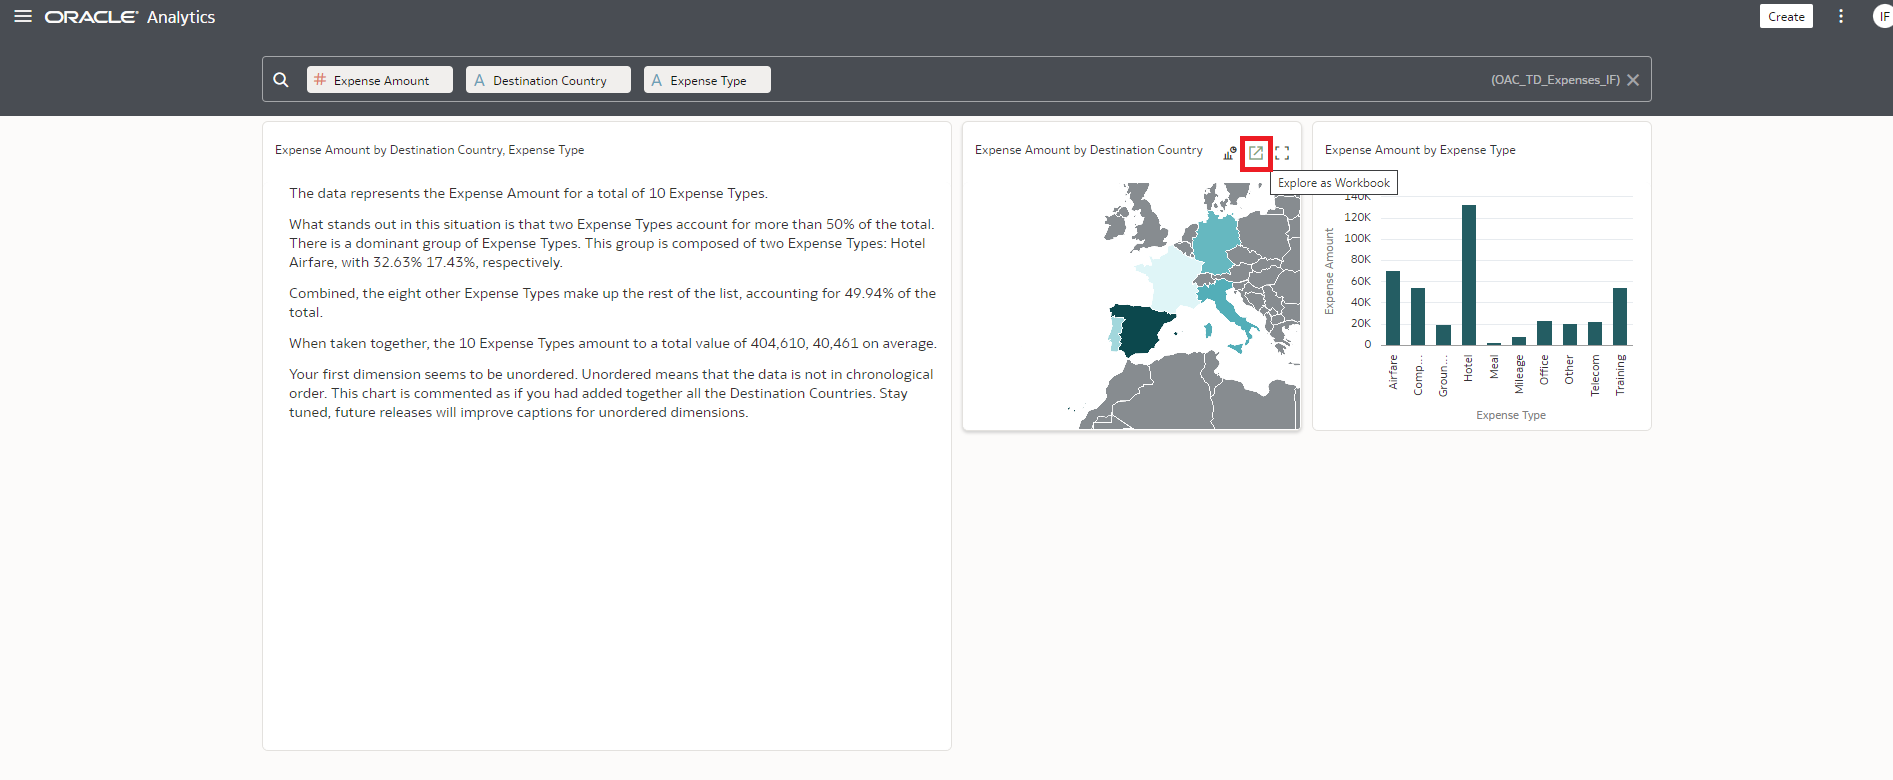 ORACLE Analytics
Create
IF
# Expense Amount
A Destination Country
A Expense Type
(OAC_TD_Expenses_IF)
Expense Amount by Destination Country, Expense Type
The data represents the Expense Amount for a total of 10 Expense Types.
What stands out in this situation is that two Expense Types account for more than 50% of the total.
There is a dominant group of Expense Types. This group is composed of two Expense Types: Hotel
Airfare, with 32.63% 17.43%, respectively.
Combined, the eight other Expense Types make up the rest of the list, accounting for 49.94% of the
total.
When taken together, the 10 Expense Types amount to a total value of 404,610, 40,461 on average.
Your first dimension seems to be unordered. Unordered means that the data is not in chronological
order. This chart is commented as if you had added together all the Destination Countries. Stay
tuned, future releases will improve captions for unordered dimensions.
Expense Amount by Destination Country
Explore as Workbook
Expense Amount by Expense Type
Expense Amount
140K
120K
100K
80K
60K
40K
20K
0
Airfare
Comp...
Groun...
Hotel
Meal
Mileage
Office
Other
Telecom
Training
Expense Type